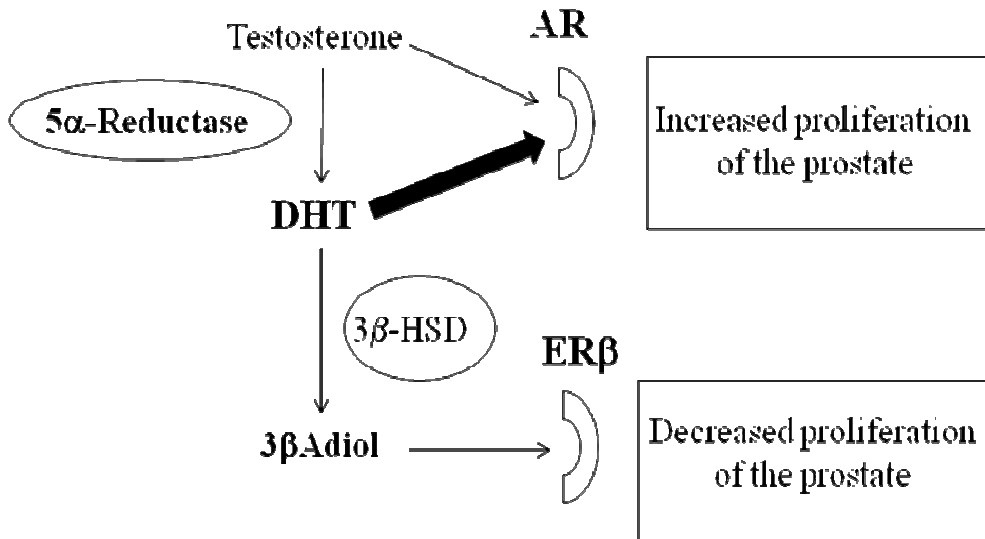 Testosterone
AR
5α-Reductase
Increased proliferation
of the prostate
DHT
3β-HSD
ERβ
3βAdiol
Decreased proliferation
of the prostate